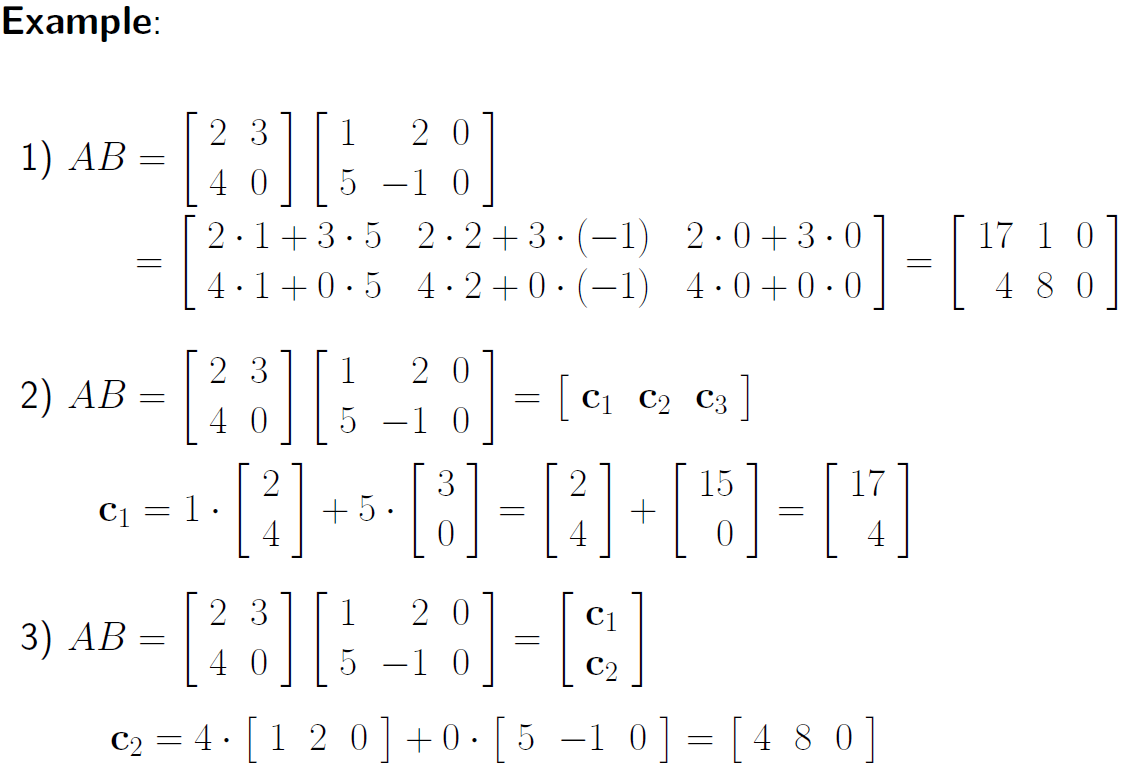 Example:
1) AB = [ 2 3 ] [ 1 2 0 ]
[ 4 0 ] [ 5 −1 0 ]
= [ 2 · 1 + 3 · 5 2 · 2 + 3 · (−1) 2 · 0 + 3 · 0 ] = [ 17 1 0 ]
[ 4 · 1 + 0 · 5 4 · 2 + 0 · (−1) 4 · 0 + 0 · 0 ] [ 4 8 0 ]
2) AB = [ 2 3 ] [ 1 2 0 ] = [ c₁ c₂ c₃ ]
[ 4 0 ] [ 5 −1 0 ]
c₁ = 1 · [ 2 ] + 5 · [ 3 ] = [ 2 ] + [ 15 ] = [ 17 ]
[ 4 ] [ 0 ] [ 4 ] [ 0 ] [ 4 ]
3) AB = [ 2 3 ] [ 1 2 0 ] = [ c₁ ]
[ 4 0 ] [ 5 −1 0 ] [ c₂ ]
c₂ = 4 · [ 1 2 0 ] + 0 · [ 5 −1 0 ] = [ 4 8 0 ]